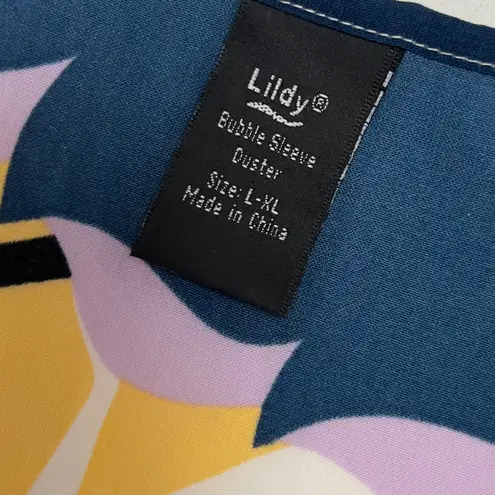 Lildy®
Bubble Sleeve
Duster
Size: L-XL
Made in China